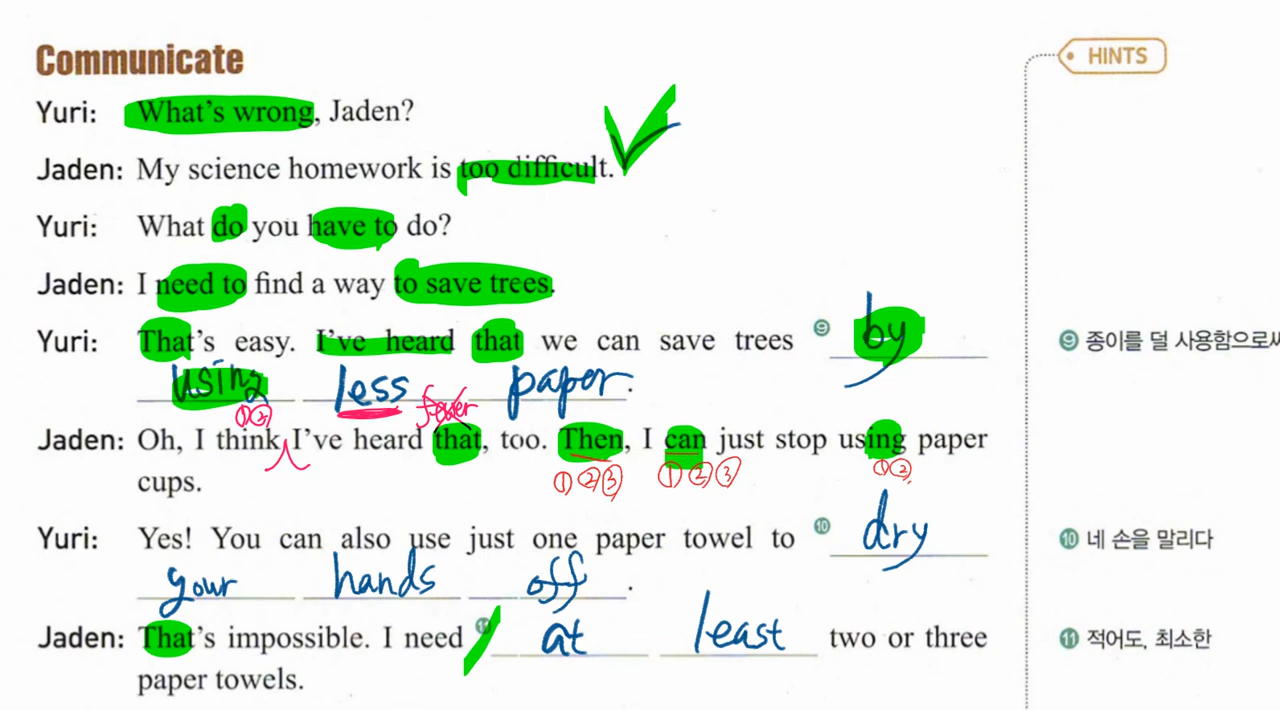 Communicate
HINTS
Yuri: What's wrong, Jaden?
Jaden: My science homework is too difficult.
Yuri: What do you have to do?
Jaden: I need to find a way to save trees.
Yuri: That's easy. I've heard that we can save trees ⑨ by
⑨ 종이를 덜 사용함으로써
using less paper.
①② fewer
Jaden: Oh, I think I've heard that, too. Then, I can just stop using paper
①②③ ①②③ ①②
cups.
Yuri: Yes! You can also use just one paper towel to ⑩ dry
⑩ 네 손을 말리다
your hands off.
Jaden: That's impossible. I need ⑪ at least two or three
⑪ 적어도, 최소한
paper towels.